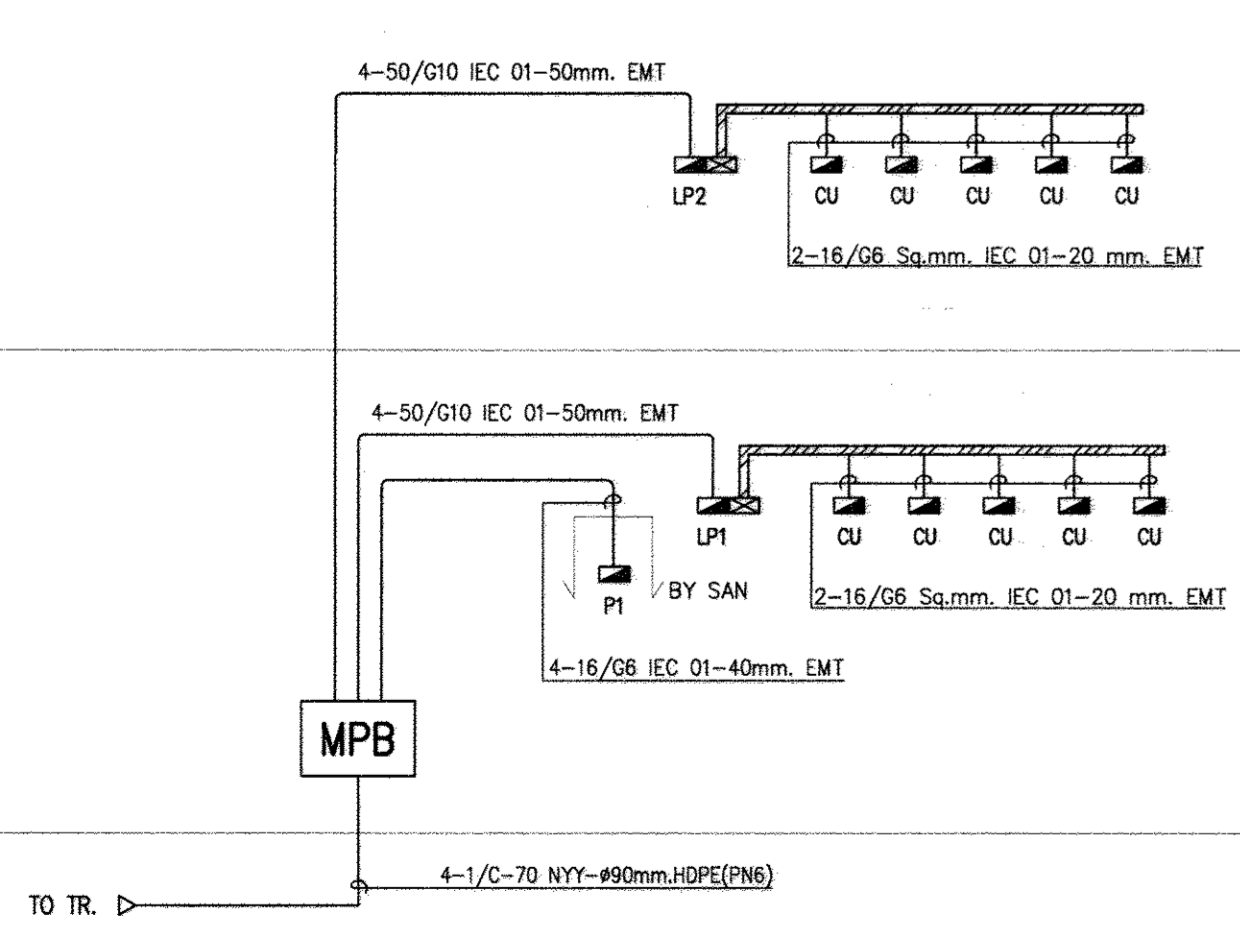 4-50/G10 IEC 01-50mm. EMT
LP2
CU CU CU CU CU
2-16/G6 Sq.mm. IEC 01-20 mm. EMT
4-50/G10 IEC 01-50mm. EMT
LP1
CU CU CU CU CU
P1
BY SAN
2-16/G6 Sq.mm. IEC 01-20 mm. EMT
4-16/G6 IEC 01-40mm. EMT
MPB
4-1/C-70 NYY-ø90mm.HDPE(PN6)
TO TR.